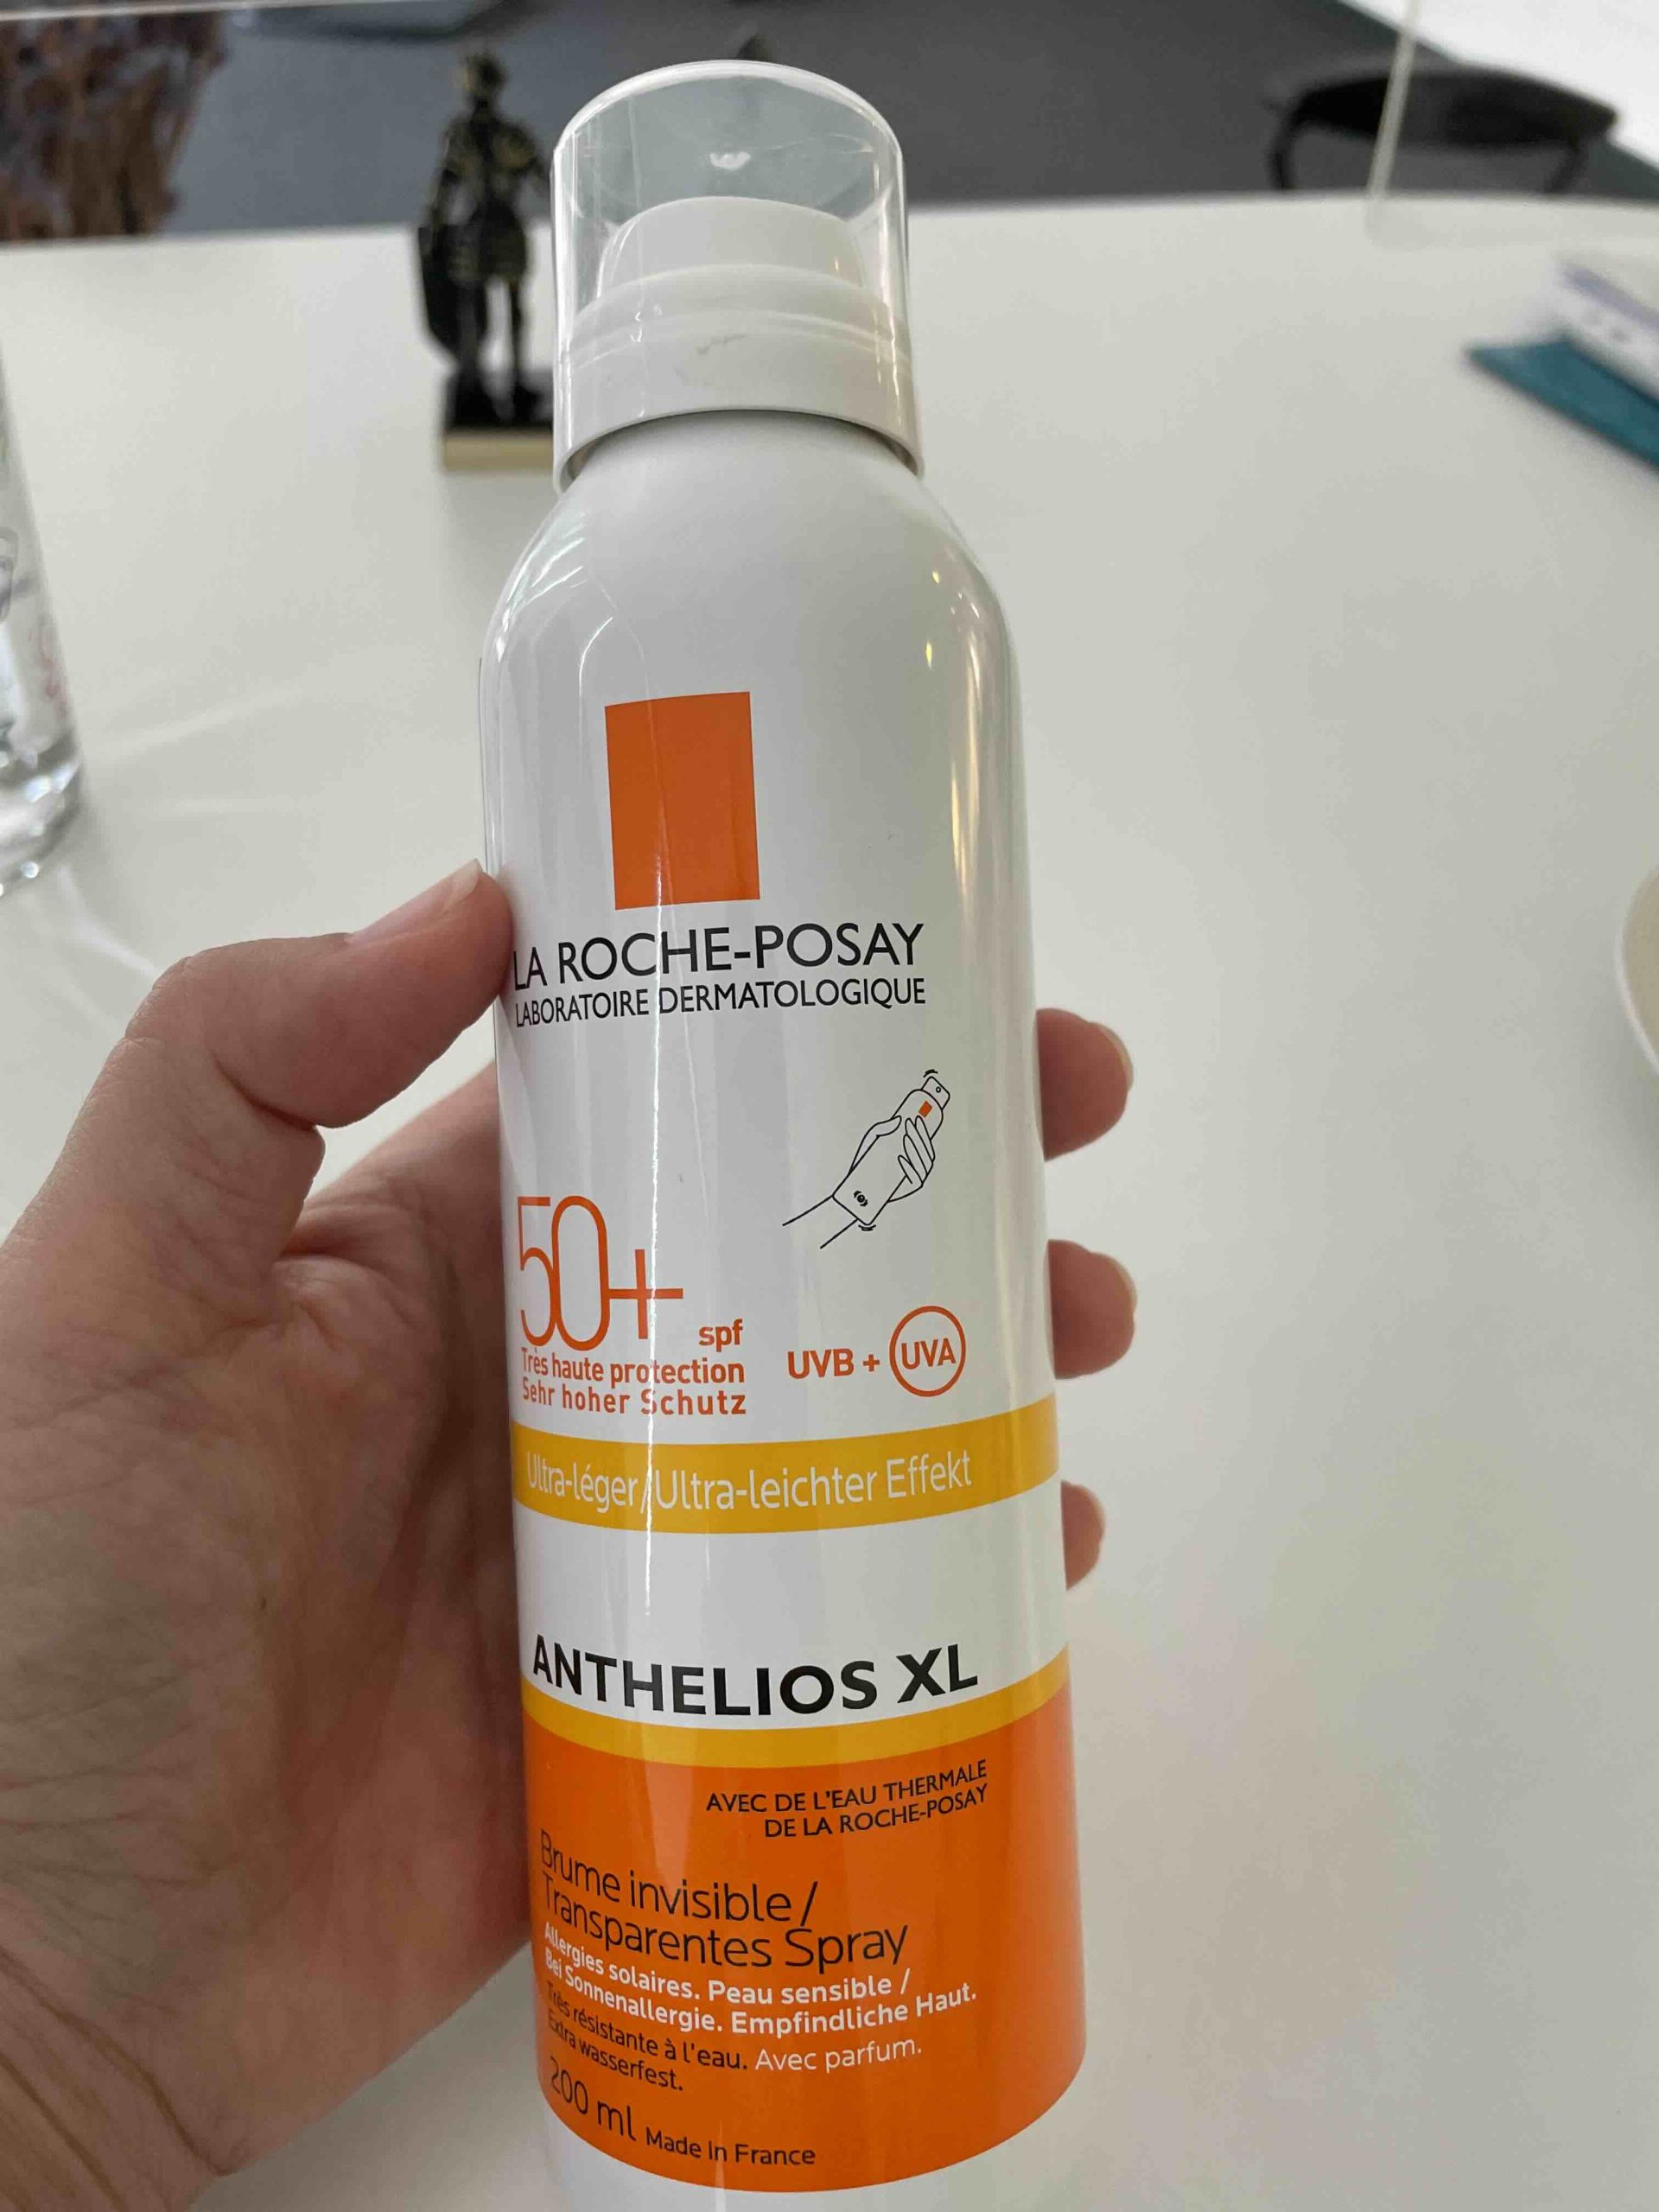 LA ROCHE-POSAY
LABORATOIRE DERMATOLOGIQUE
50+ spf
Très haute protection
Sehr hoher Schutz
UVB + UVA
Ultra-léger/Ultra-leichter Effekt
ANTHELIOS XL
AVEC DE L'EAU THERMALE
DE LA ROCHE-POSAY
Brume invisible/
Transparentes Spray
Allergies solaires. Peau sensible /
Bei Sonnenallergie. Empfindliche Haut.
Très résistante à l'eau. Avec parfum.
Extra wasserfest.
200 ml Made In France